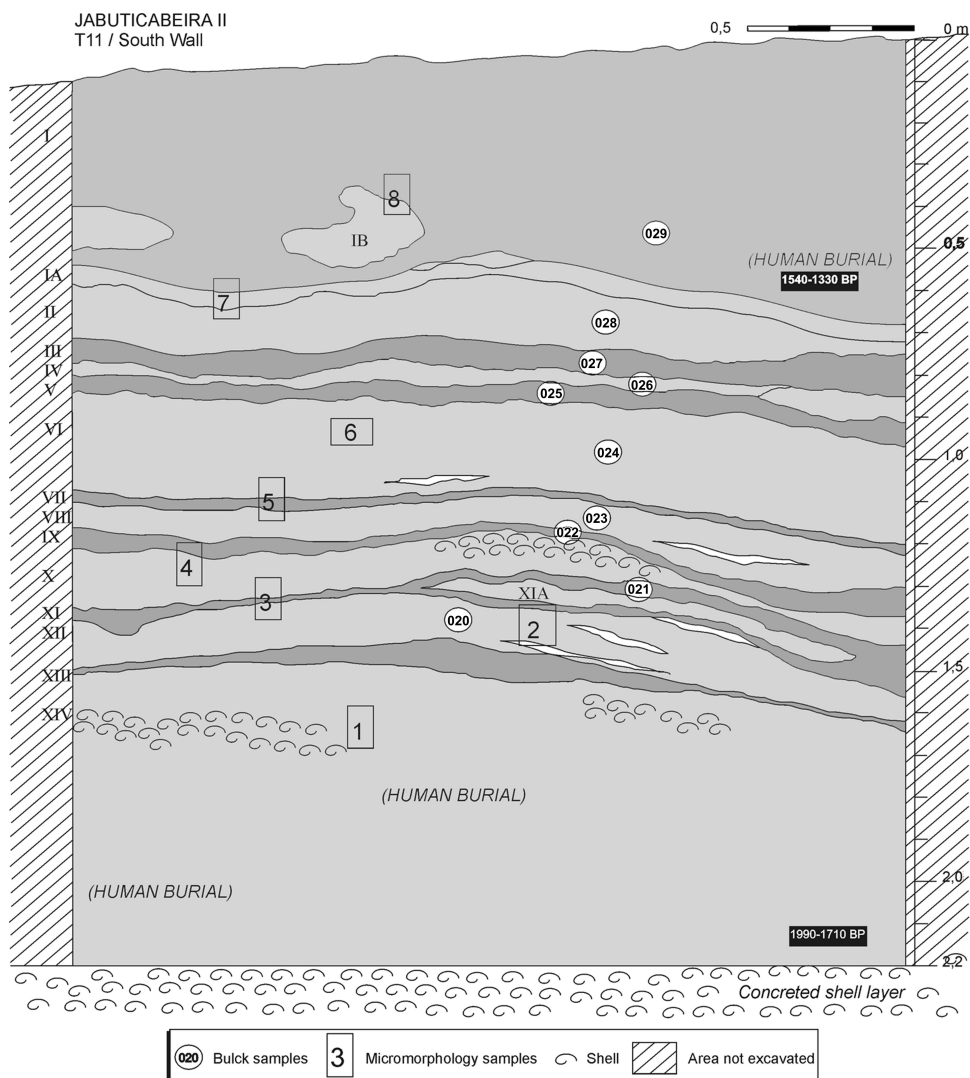 JABUTICABEIRA II
T11 / South Wall
0,5
0 m
I
8
IB
029
0,5
(HUMAN BURIAL)
1540-1330 BP
IA
7
II
028
III
027
IV
026
V
025
VI
6
024
1,0
VII
5
VIII
023
022
IX
4
X
021
XIA
3
XI
020
2
XII
1,5
XIII
XIV
1
(HUMAN BURIAL)
2,0
(HUMAN BURIAL)
1990-1710 BP
2,2
Concreted shell layer
020 Bulck samples 3 Micromorphology samples Shell Area not excavated